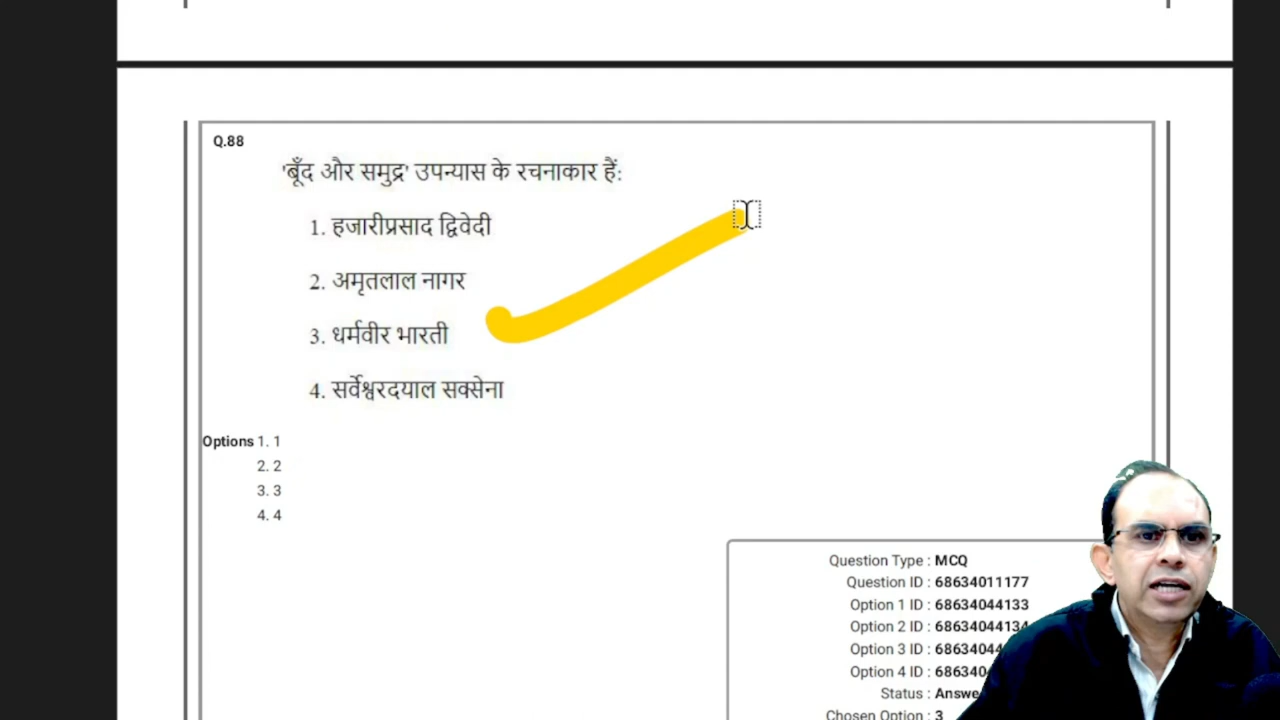 Q.88
'बूँद और समुद्र' उपन्यास के रचनाकार हैं:
1. हजारीप्रसाद द्विवेदी
2. अमृतलाल नागर
3. धर्मवीर भारती
4. सर्वेश्वरदयाल सक्सेना
Options 1. 1
2. 2
3. 3
4. 4
Question Type : MCQ
Question ID : 68634011177
Option 1 ID : 68634044133
Option 2 ID : 68634044134
Option 3 ID :
Option 4 ID :
Status :
Chosen Option : 3